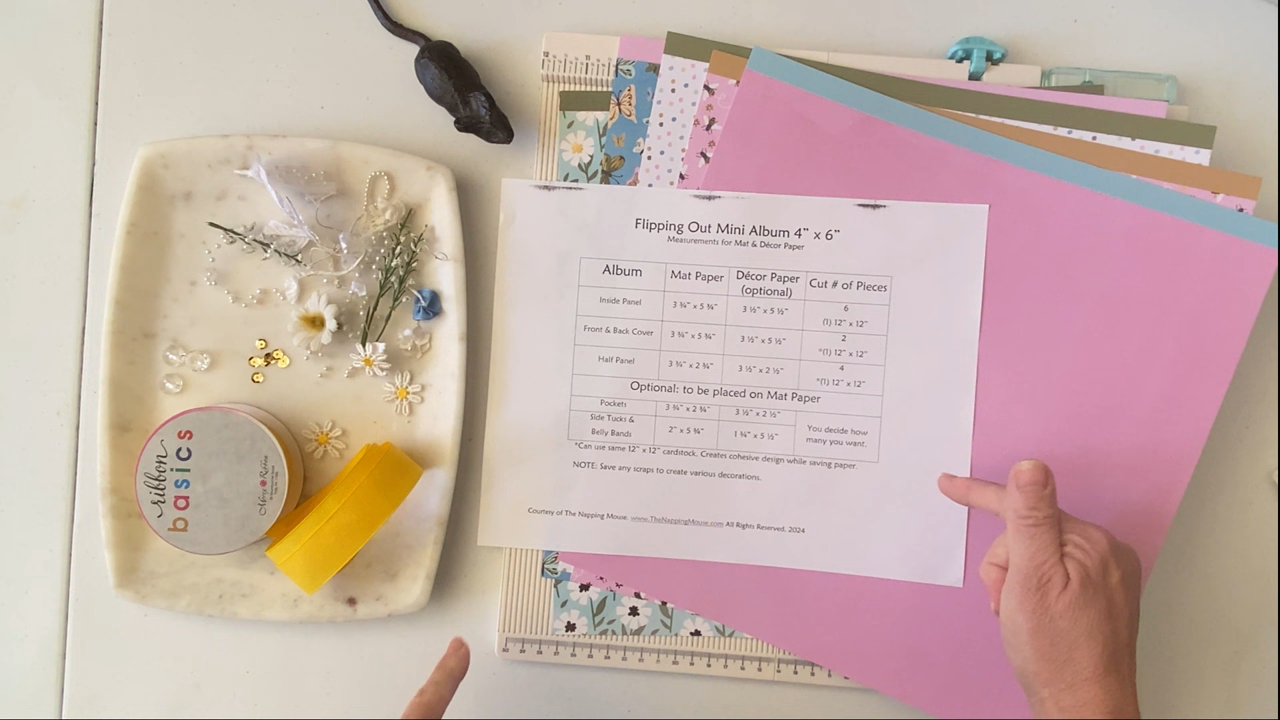 Flipping Out Mini Album 4" x 6"
Measurements for Mat & Décor Paper
Album Mat Paper Décor Paper (optional) Cut # of Pieces
Inside Panel 3 ¾" x 5 ¾" 3 ½" x 5 ½" 6 (1) 12" x 12"
Front & Back Cover 3 ¾" x 5 ¾" 3 ½" x 5 ½" 2 *(1) 12" x 12"
Half Panel 3 ¾" x 2 ¾" 3 ½" x 2 ½" 4 *(1) 12" x 12"
Optional: to be placed on Mat Paper
Pockets 3 ¾" x 2 ¾" 3 ½" x 2 ½"
Side Tucks & Belly Bands 2" x 5 ¾" 1 ¾" x 5 ½" You decide how many you want.
*Can use same 12" x 12" cardstock. Creates cohesive design while saving paper.
NOTE: Save any scraps to create various decorations.
Courtesy of The Napping Mouse. www.TheNappingMouse.com All Rights Reserved, 2024
ribbon
basics